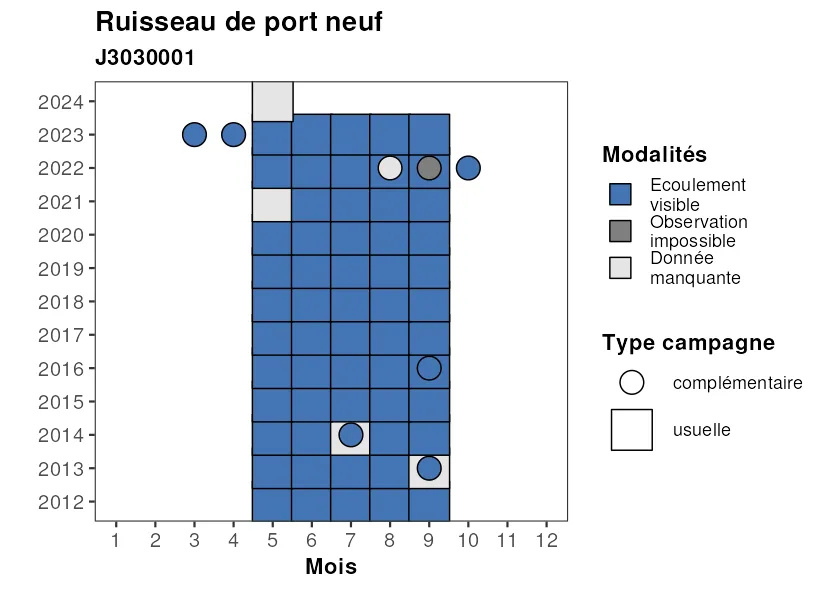 Ruisseau de port neuf
J3030001
2024
2023
2022
2021
2020
2019
2018
2017
2016
2015
2014
2013
2012
1 2 3 4 5 6 7 8 9 10 11 12
Mois
Modalités
Ecoulement
visible
Observation
impossible
Donnée
manquante
Type campagne
complémentaire
usuelle